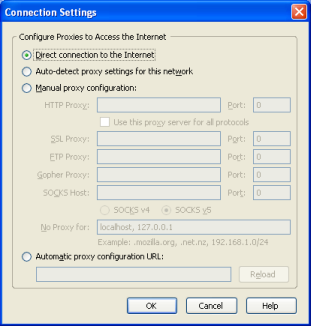 Connection Settings
Configure Proxies to Access the Internet
Direct connection to the Internet
Auto-detect proxy settings for this network
Manual proxy configuration:
HTTP Proxy: Port: 0
Use this proxy server for all protocols
SSL Proxy: Port: 0
FTP Proxy: Port: 0
Gopher Proxy: Port: 0
SOCKS Host: Port: 0
SOCKS v4 SOCKS v5
No Proxy for: localhost, 127.0.0.1
Example: .mozilla.org, .net.nz, 192.168.1.0/24
Automatic proxy configuration URL:
Reload
OK Cancel Help